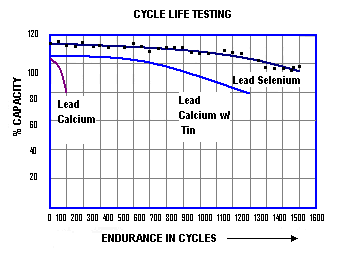 CYCLE LIFE TESTING
120
100
80
60
40
20
% CAPACITY
Lead
Calcium
Lead
Calcium w/
Tin
Lead Selenium
0 100 200 300 400 500 600 700 800 900 1000 1100 1200 1300 1400 1500 1600
ENDURANCE IN CYCLES